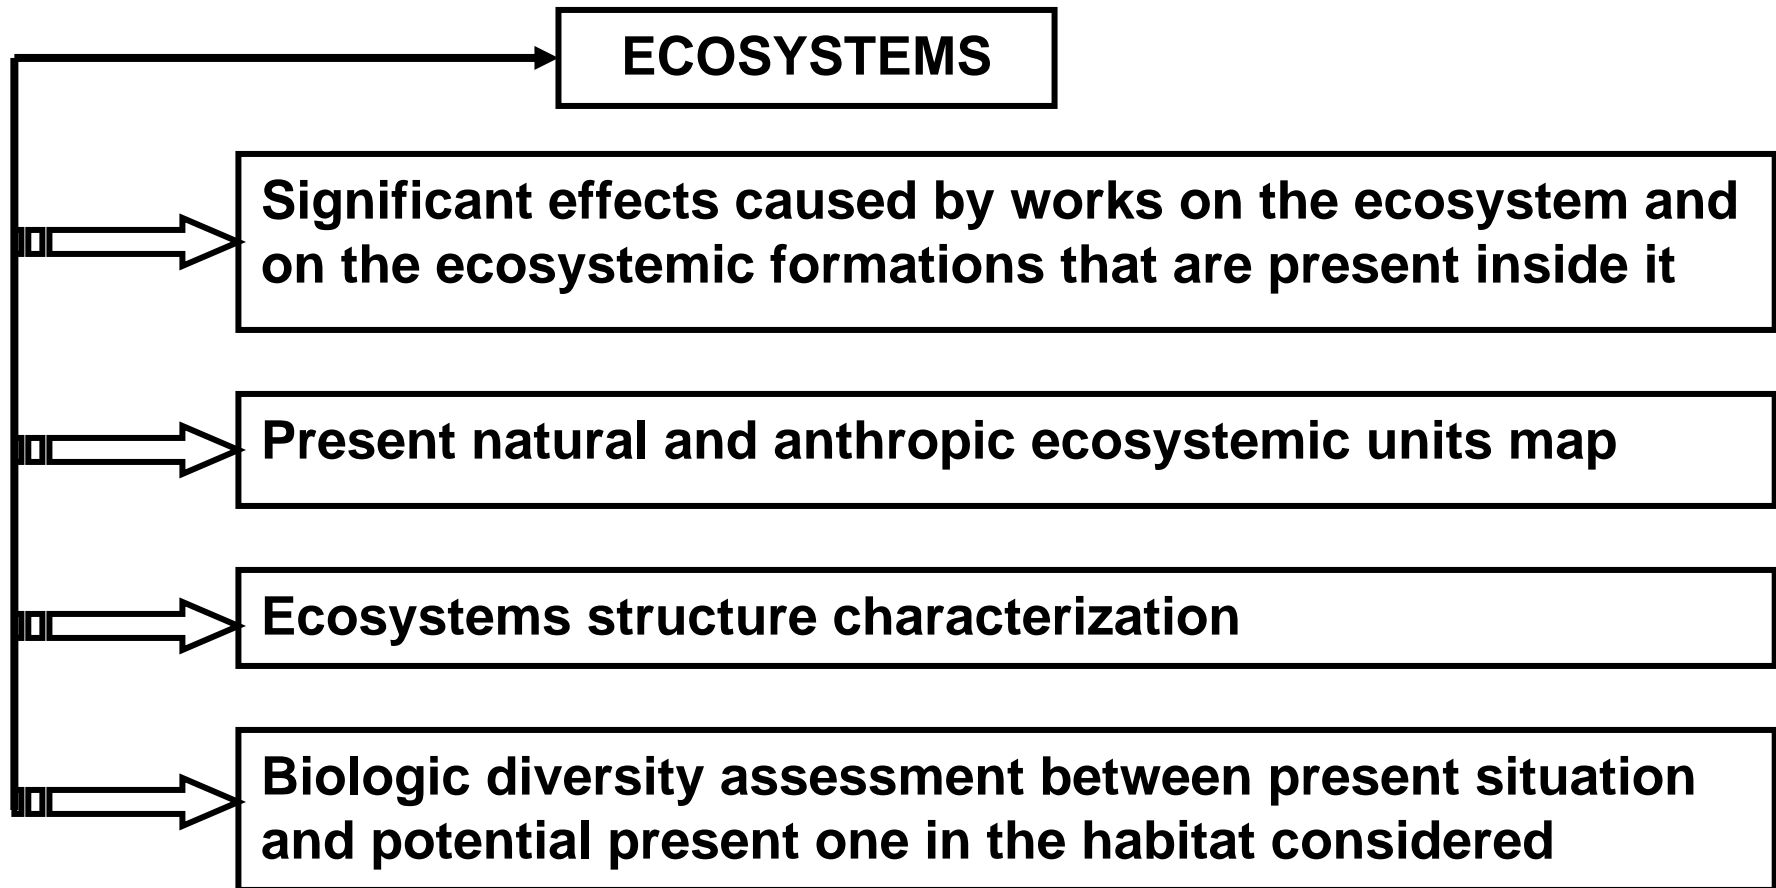 ECOSYSTEMS
Significant effects caused by works on the ecosystem and
on the ecosystemic formations that are present inside it
Present natural and anthropic ecosystemic units map
Ecosystems structure characterization
Biologic diversity assessment between present situation
and potential present one in the habitat considered